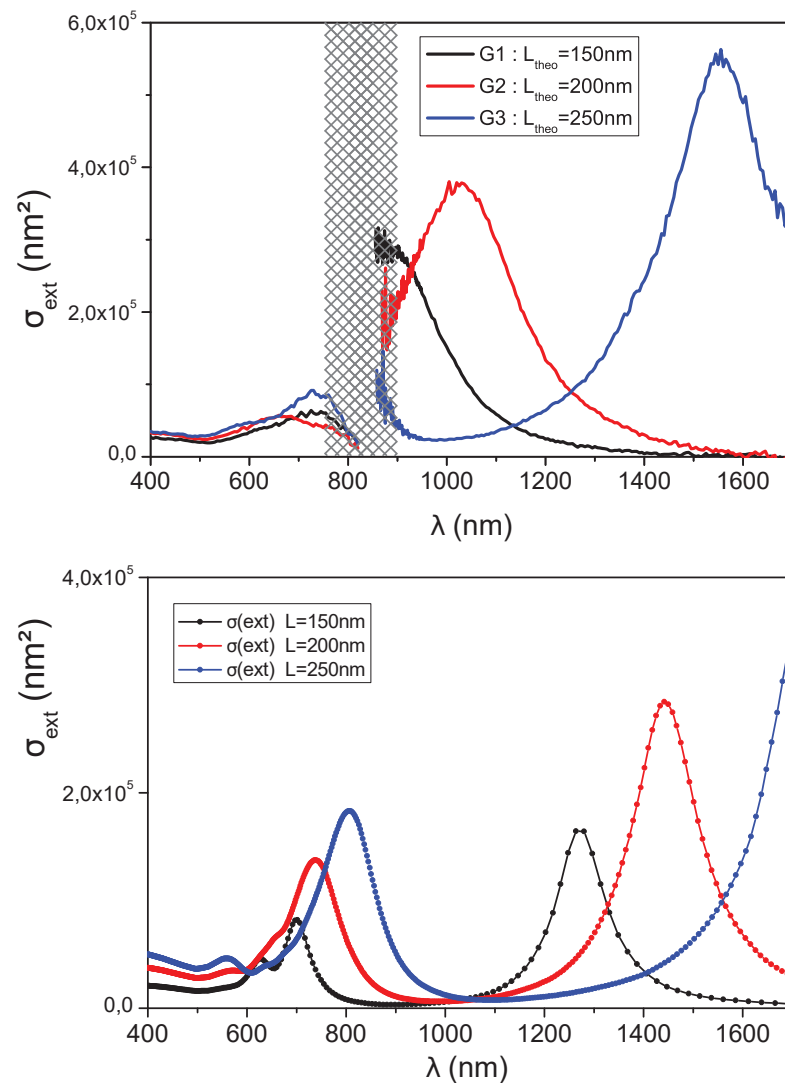 6,0x10⁵
G1 : Ltheo=150nm
G2 : Ltheo=200nm
G3 : Ltheo=250nm
4,0x10⁵
σext (nm²)
2,0x10⁵
0,0
400 600 800 1000 1200 1400 1600
λ (nm)
4,0x10⁵
σ(ext) L=150nm
σ(ext) L=200nm
σ(ext) L=250nm
σext (nm²)
2,0x10⁵
0,0
400 600 800 1000 1200 1400 1600
λ (nm)